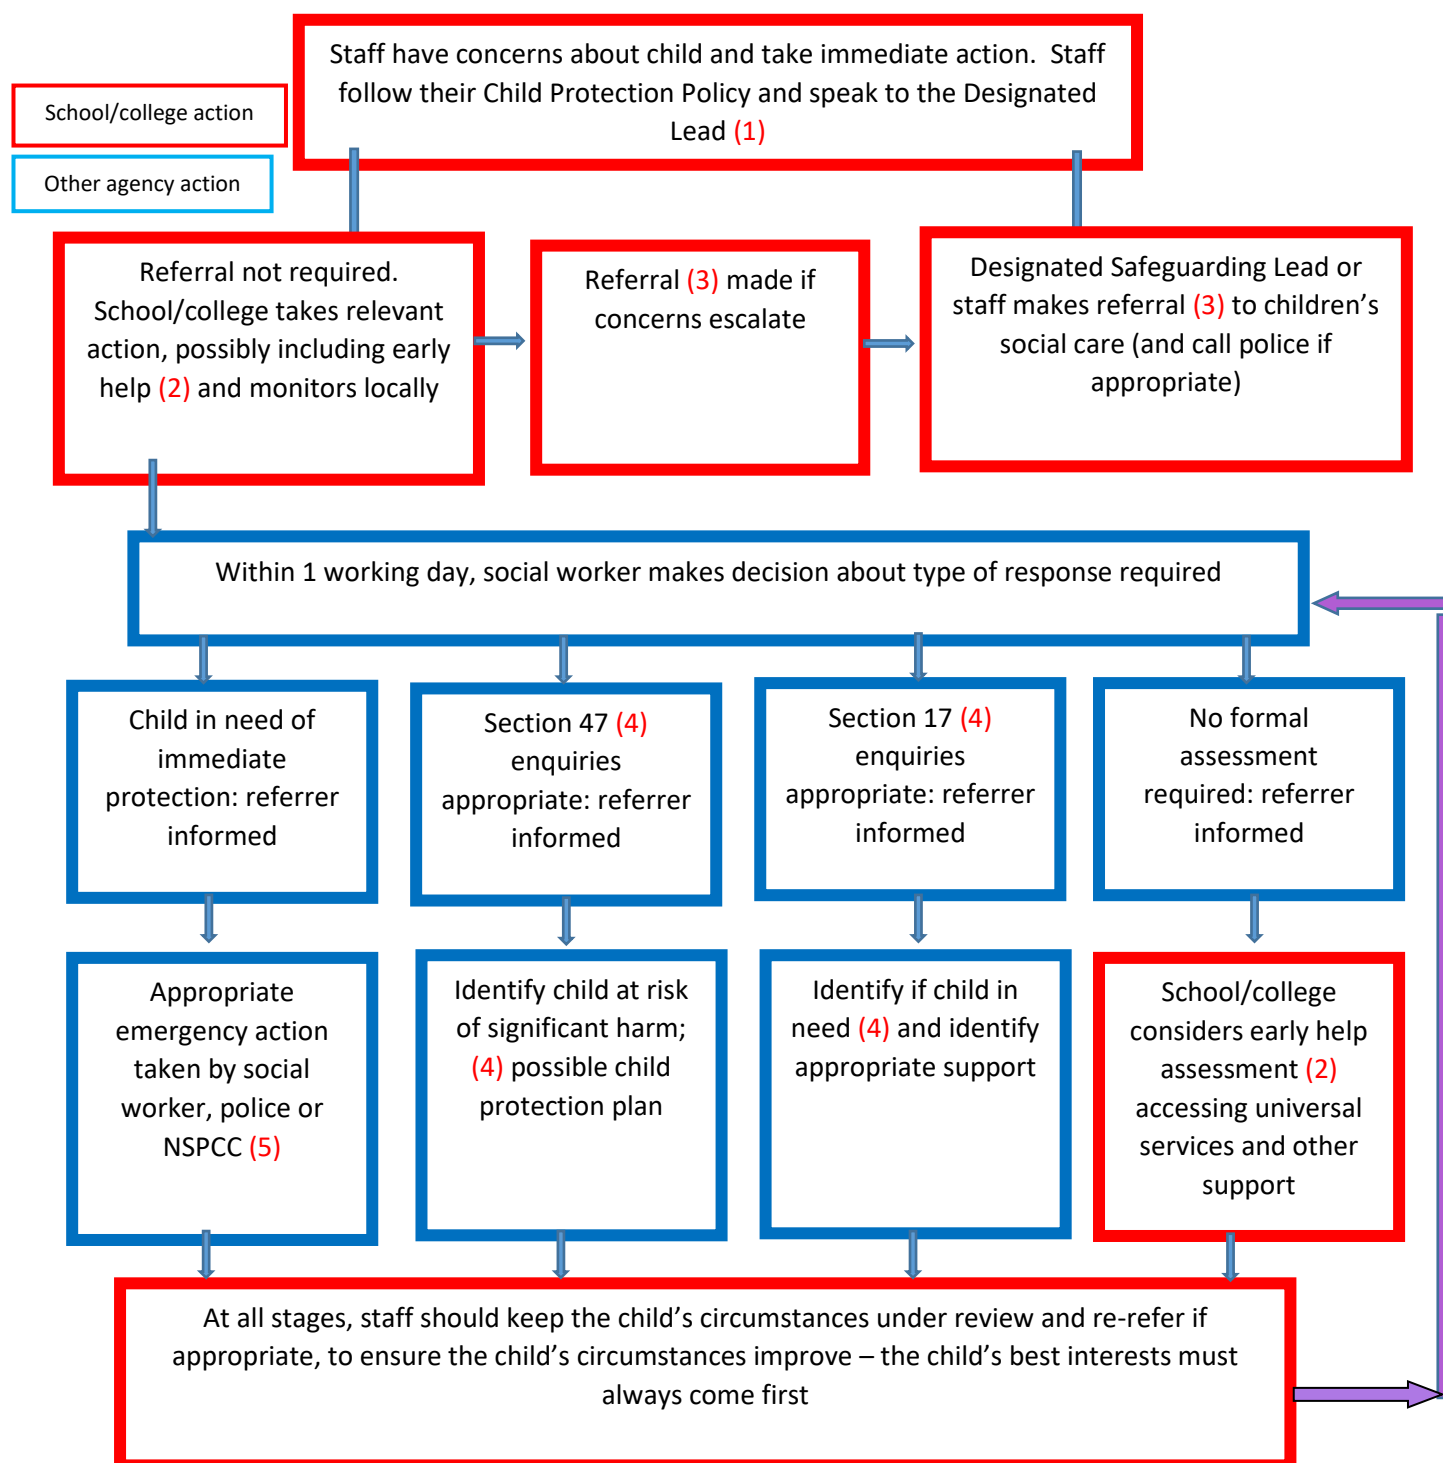 Staff have concerns about child and take immediate action.  Staff
follow their Child Protection Policy and speak to the Designated
Lead (1)
School/college action
Other agency action
Referral not required.
School/college takes relevant
action, possibly including early
help (2) and monitors locally
Referral (3) made if
concerns escalate
Designated Safeguarding Lead or
staff makes referral (3) to children’s
social care (and call police if
appropriate)
Within 1 working day, social worker makes decision about type of response required
Child in need of
immediate
protection: referrer
informed
Section 47 (4)
enquiries
appropriate: referrer
informed
Section 17 (4)
enquiries
appropriate: referrer
informed
No formal
assessment
required: referrer
informed
Appropriate
emergency action
taken by social
worker, police or
NSPCC (5)
Identify child at risk
of significant harm;
(4) possible child
protection plan
Identify if child in
need (4) and identify
appropriate support
School/college
considers early help
assessment (2)
accessing universal
services and other
support
At all stages, staff should keep the child’s circumstances under review and re-refer if
appropriate, to ensure the child’s circumstances improve – the child’s best interests must
always come first